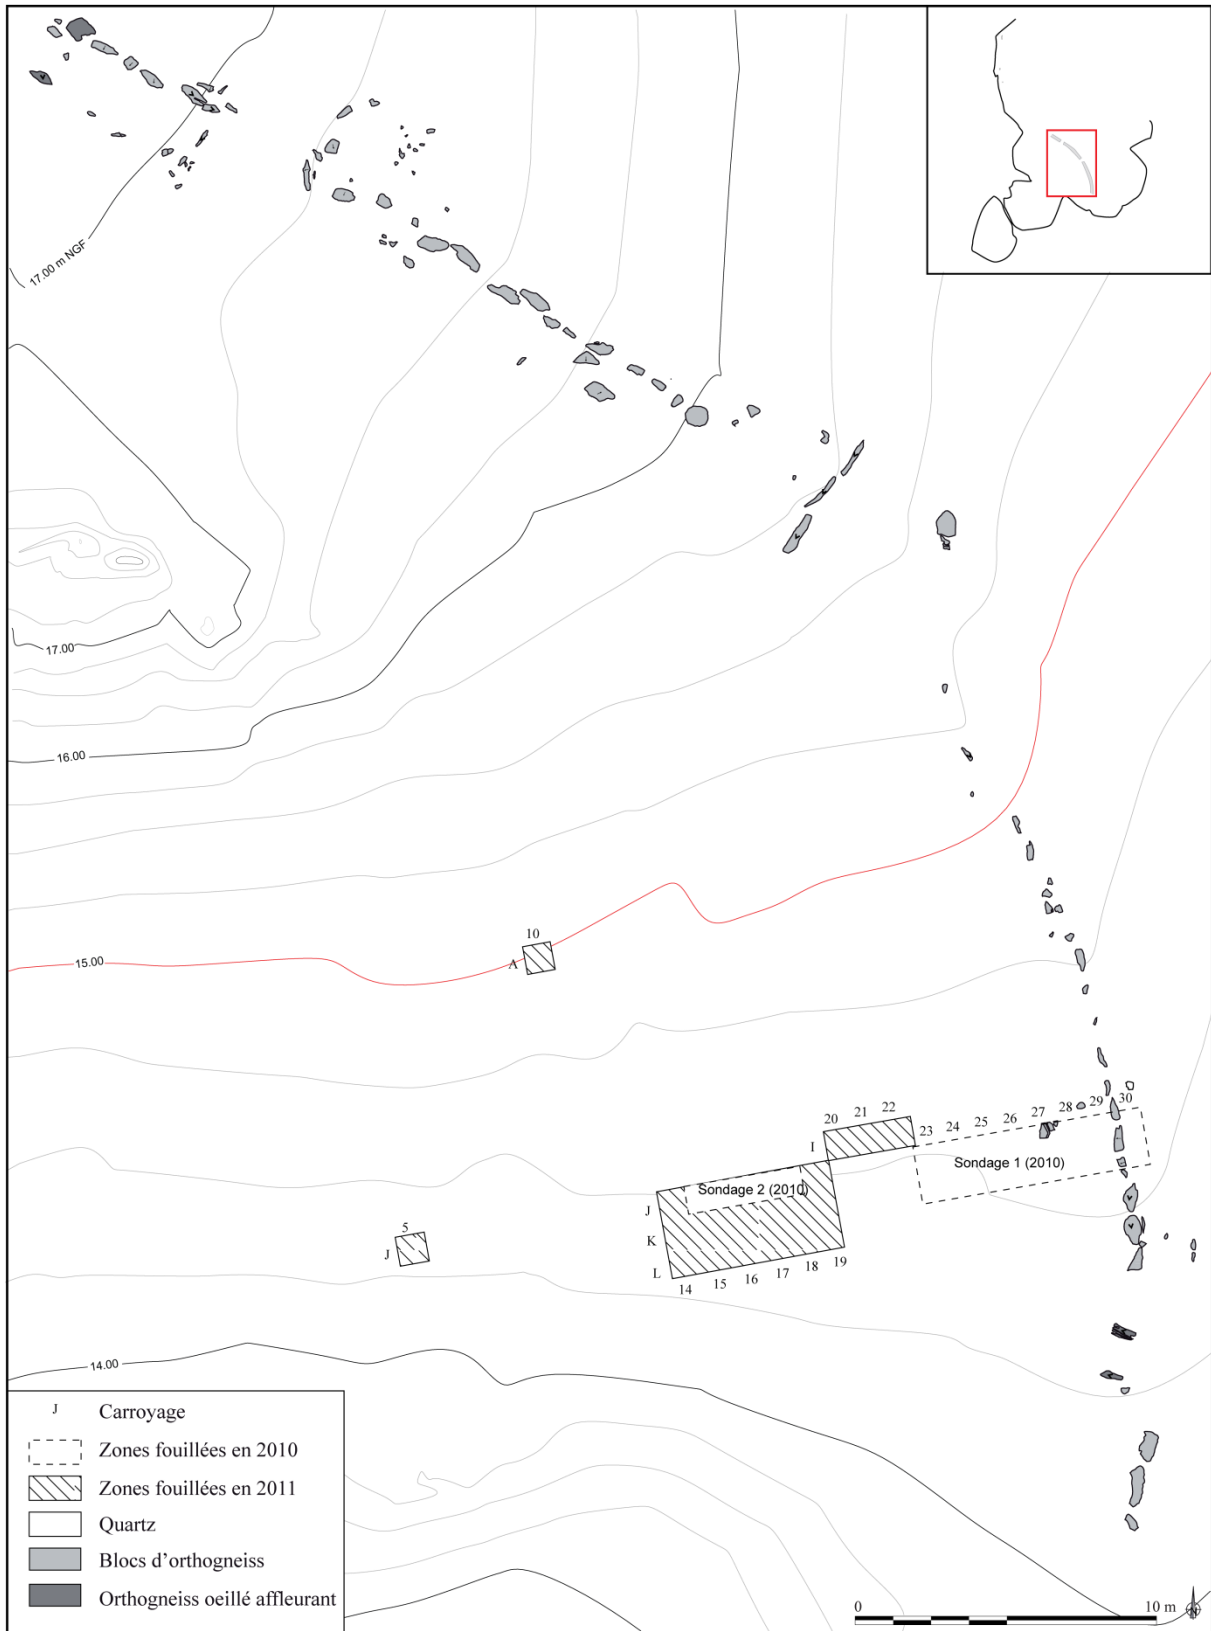 17.00 m NGF
17.00
16.00
15.00
10
A
20 21 22
23 24 25 26 27 28 29 30
I
Sondage 1 (2010)
Sondage 2 (2010)
J
K
L
14 15 16 17 18 19
5
J
14.00
J Carroyage
Zones fouillées en 2010
Zones fouillées en 2011
Quartz
Blocs d'orthogneiss
Orthogneiss oeillé affleurant
0 10 m
N